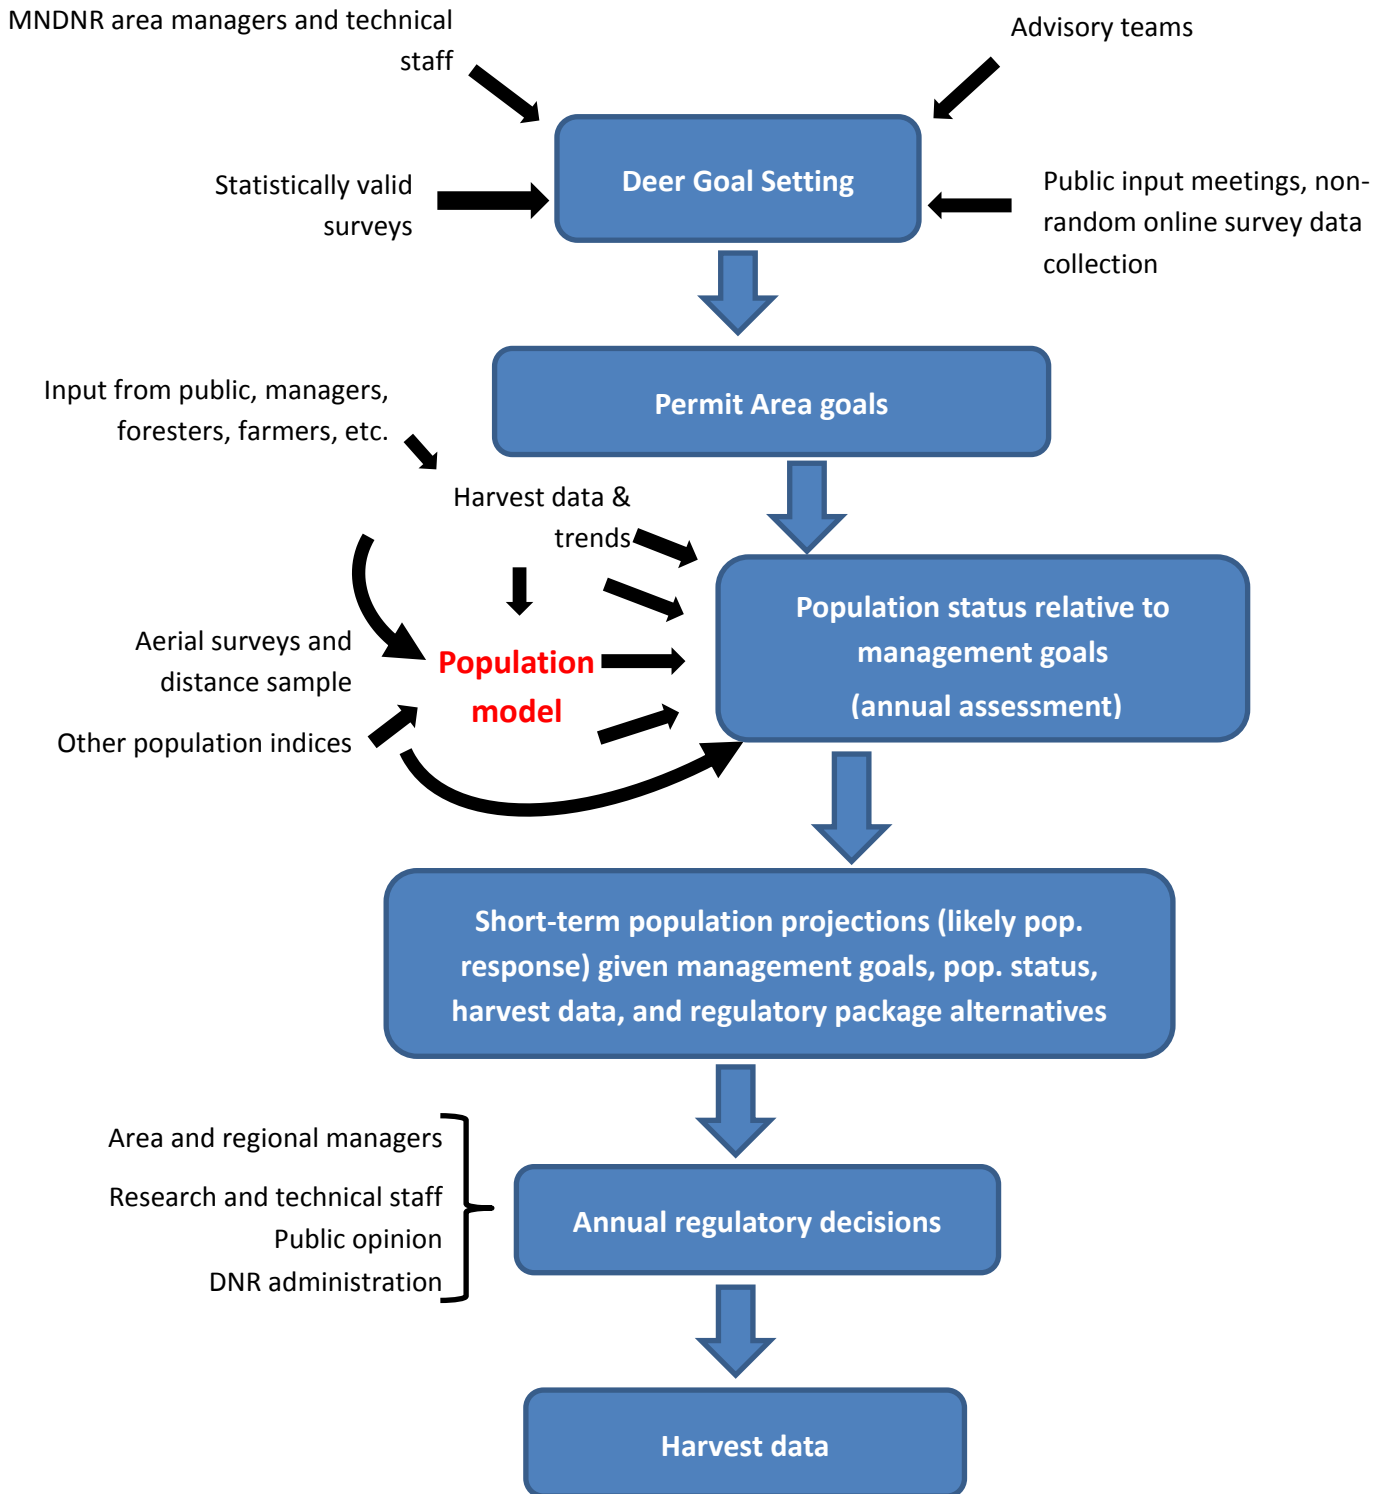 MNDNR area managers and technical
staff
Advisory teams
Deer Goal Setting
Statistically valid
surveys
Public input meetings, non-
random online survey data
collection
Permit Area goals
Input from public, managers,
foresters, farmers, etc.
Harvest data &
trends
Population status relative to
management goals
(annual assessment)
Aerial surveys and
distance sample
Population
model
Other population indices
Short-term population projections (likely pop.
response) given management goals, pop. status,
harvest data, and regulatory package alternatives
Area and regional managers
Research and technical staff
Public opinion
DNR administration
Annual regulatory decisions
Harvest data